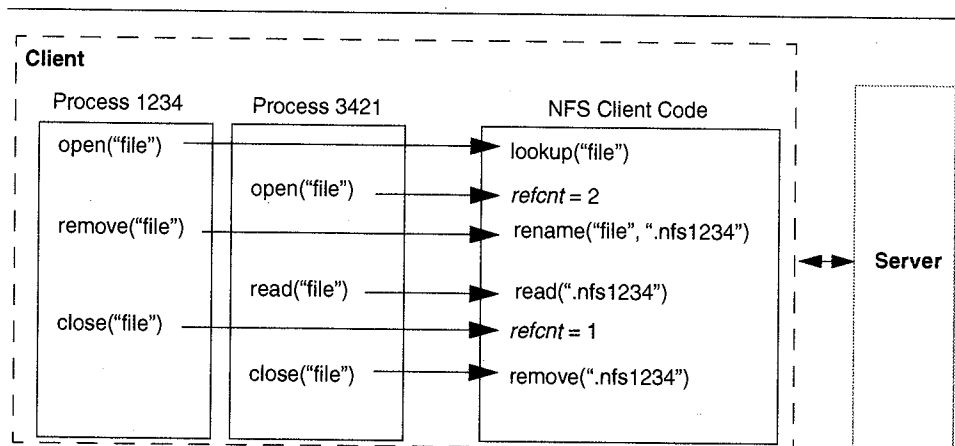 Client
Process 1234
Process 3421
NFS Client Code
open("file")
lookup("file")
open("file")
refcnt = 2
remove("file")
rename("file", ".nfs1234")
Server
read("file")
read(".nfs1234")
close("file")
refcnt = 1
close("file")
remove(".nfs1234")